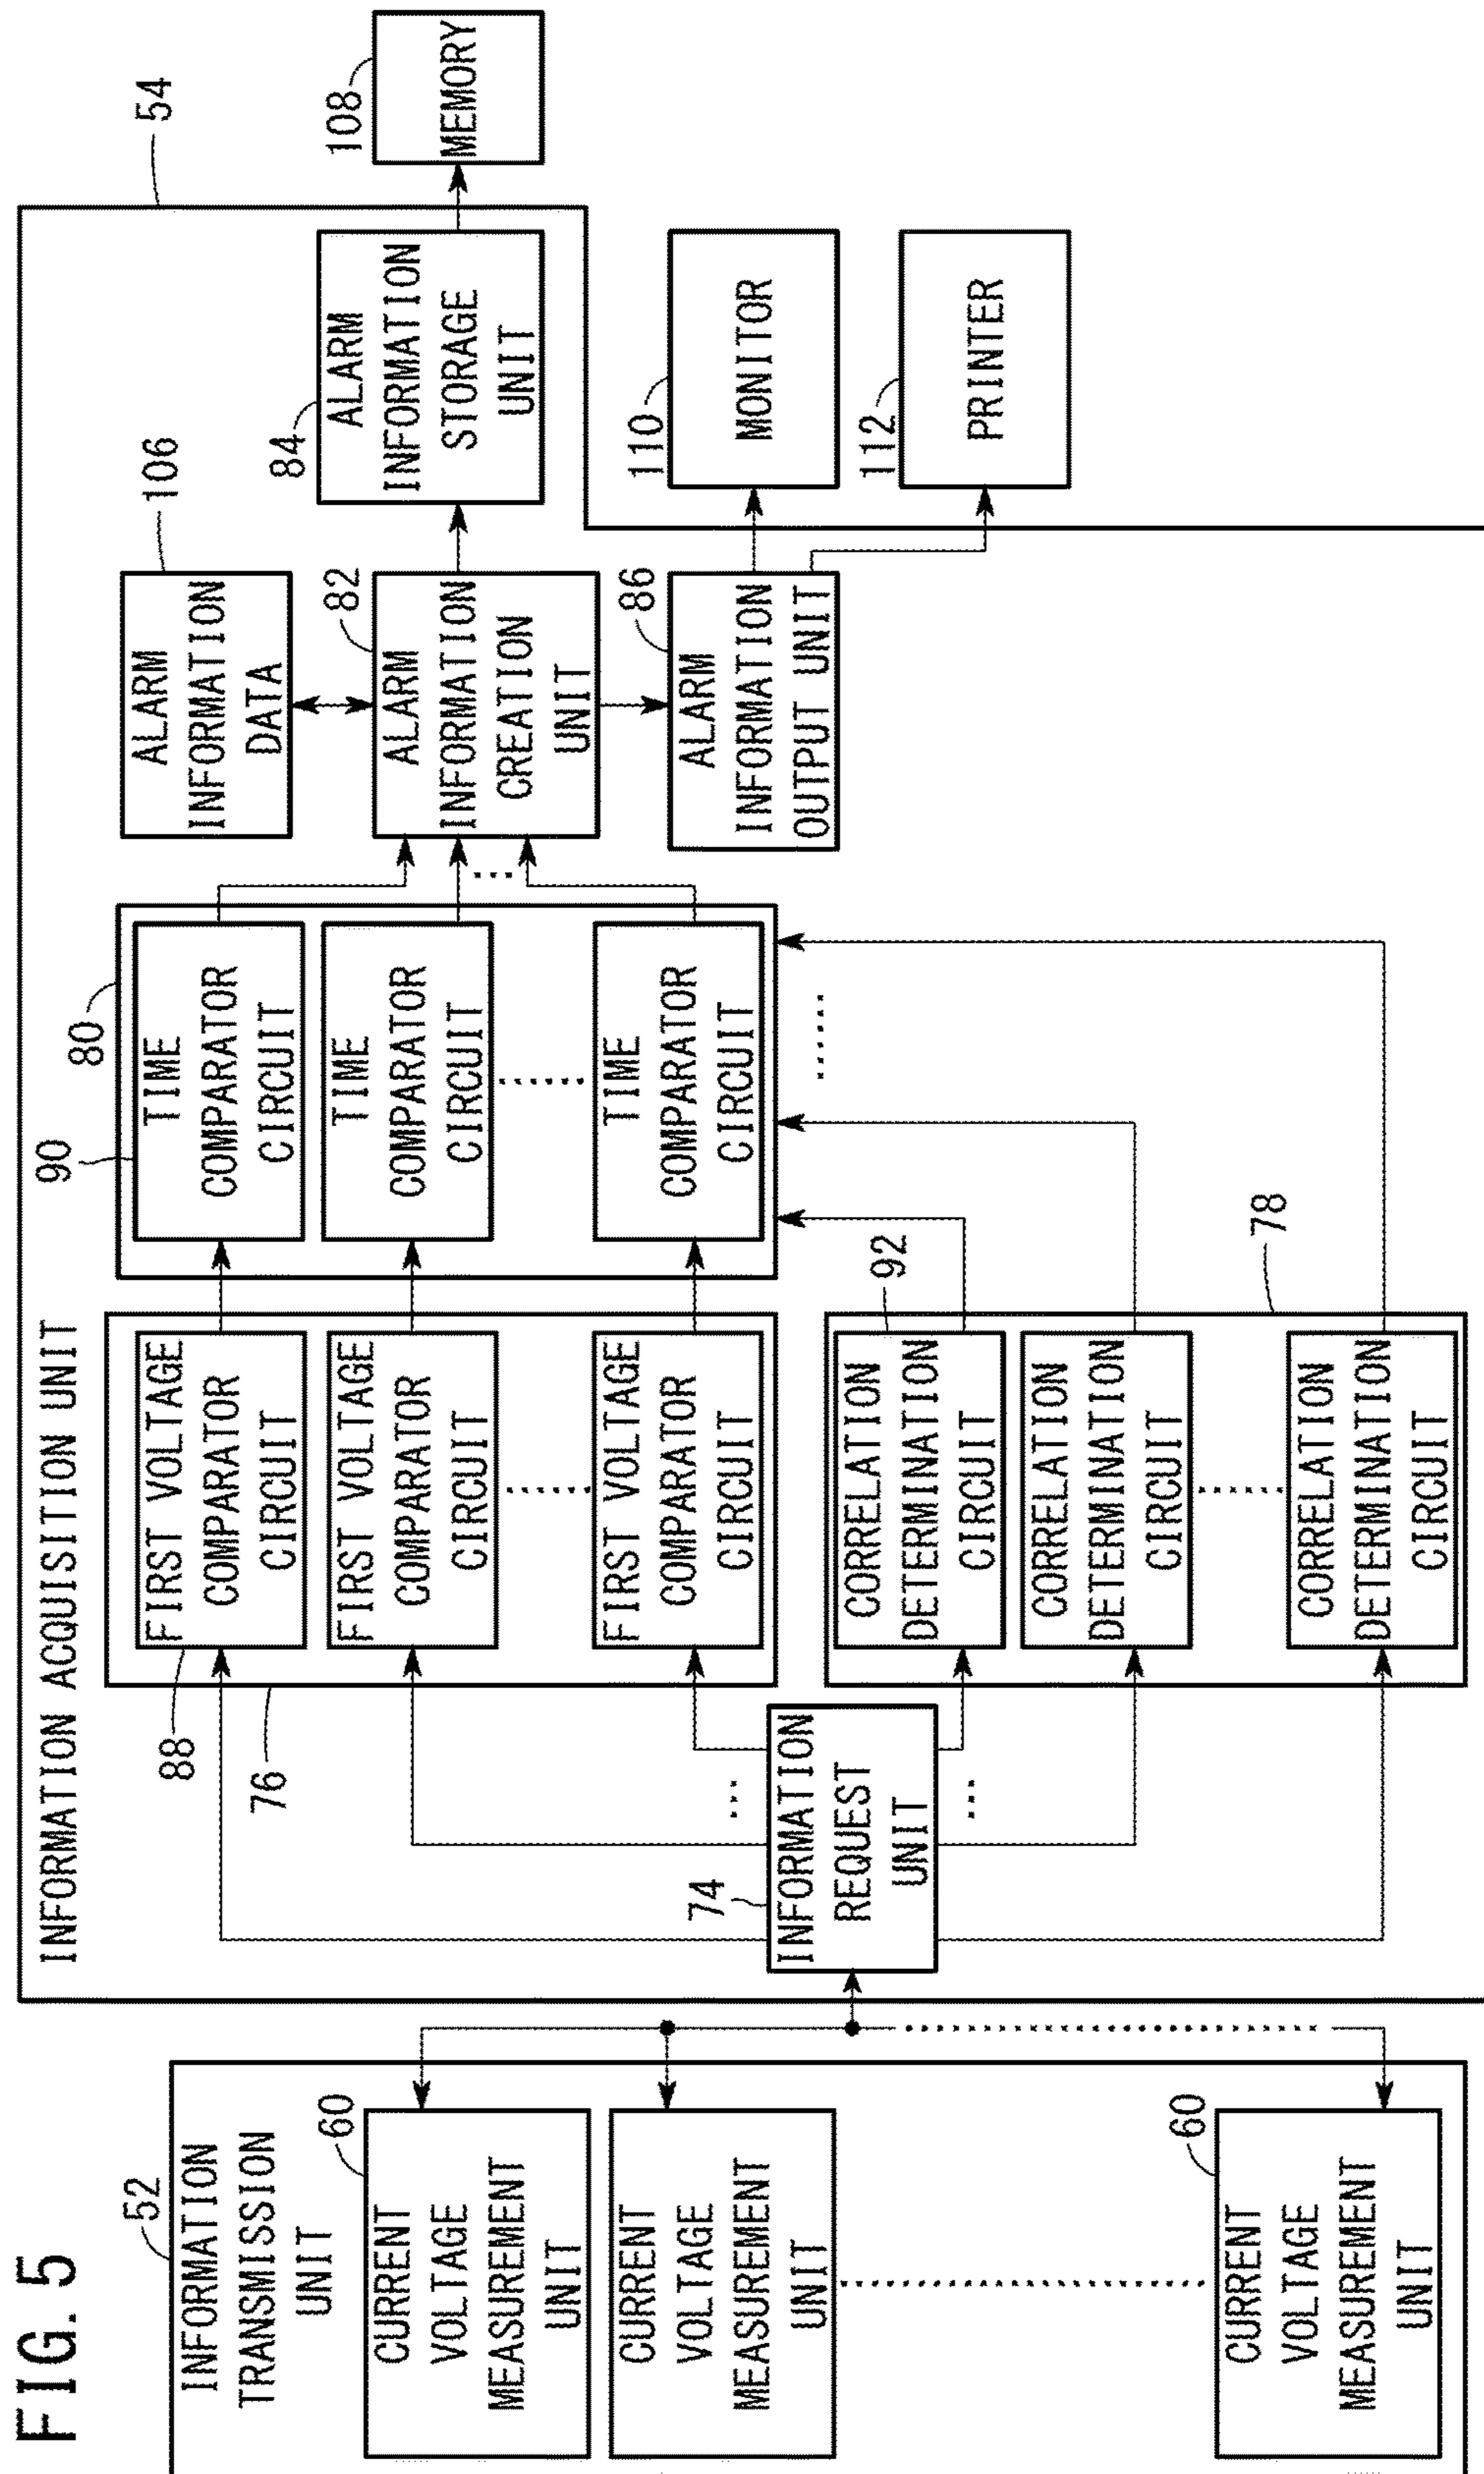 FIG. 5
52
INFORMATION
TRANSMISSION
UNIT
60
CURRENT
VOLTAGE
MEASUREMENT
UNIT
CURRENT
VOLTAGE
MEASUREMENT
UNIT
60
CURRENT
VOLTAGE
MEASUREMENT
UNIT
INFORMATION ACQUISITION UNIT
54
74
INFORMATION
REQUEST
UNIT
76
88
FIRST VOLTAGE
COMPARATOR
CIRCUIT
FIRST VOLTAGE
COMPARATOR
CIRCUIT
FIRST VOLTAGE
COMPARATOR
CIRCUIT
78
92
CORRELATION
DETERMINATION
CIRCUIT
CORRELATION
DETERMINATION
CIRCUIT
CORRELATION
DETERMINATION
CIRCUIT
80
90
TIME
COMPARATOR
CIRCUIT
TIME
COMPARATOR
CIRCUIT
TIME
COMPARATOR
CIRCUIT
106
ALARM
INFORMATION
DATA
82
ALARM
INFORMATION
CREATION
UNIT
86
ALARM
INFORMATION
OUTPUT UNIT
84
ALARM
INFORMATION
STORAGE
UNIT
108
MEMORY
110
MONITOR
112
PRINTER